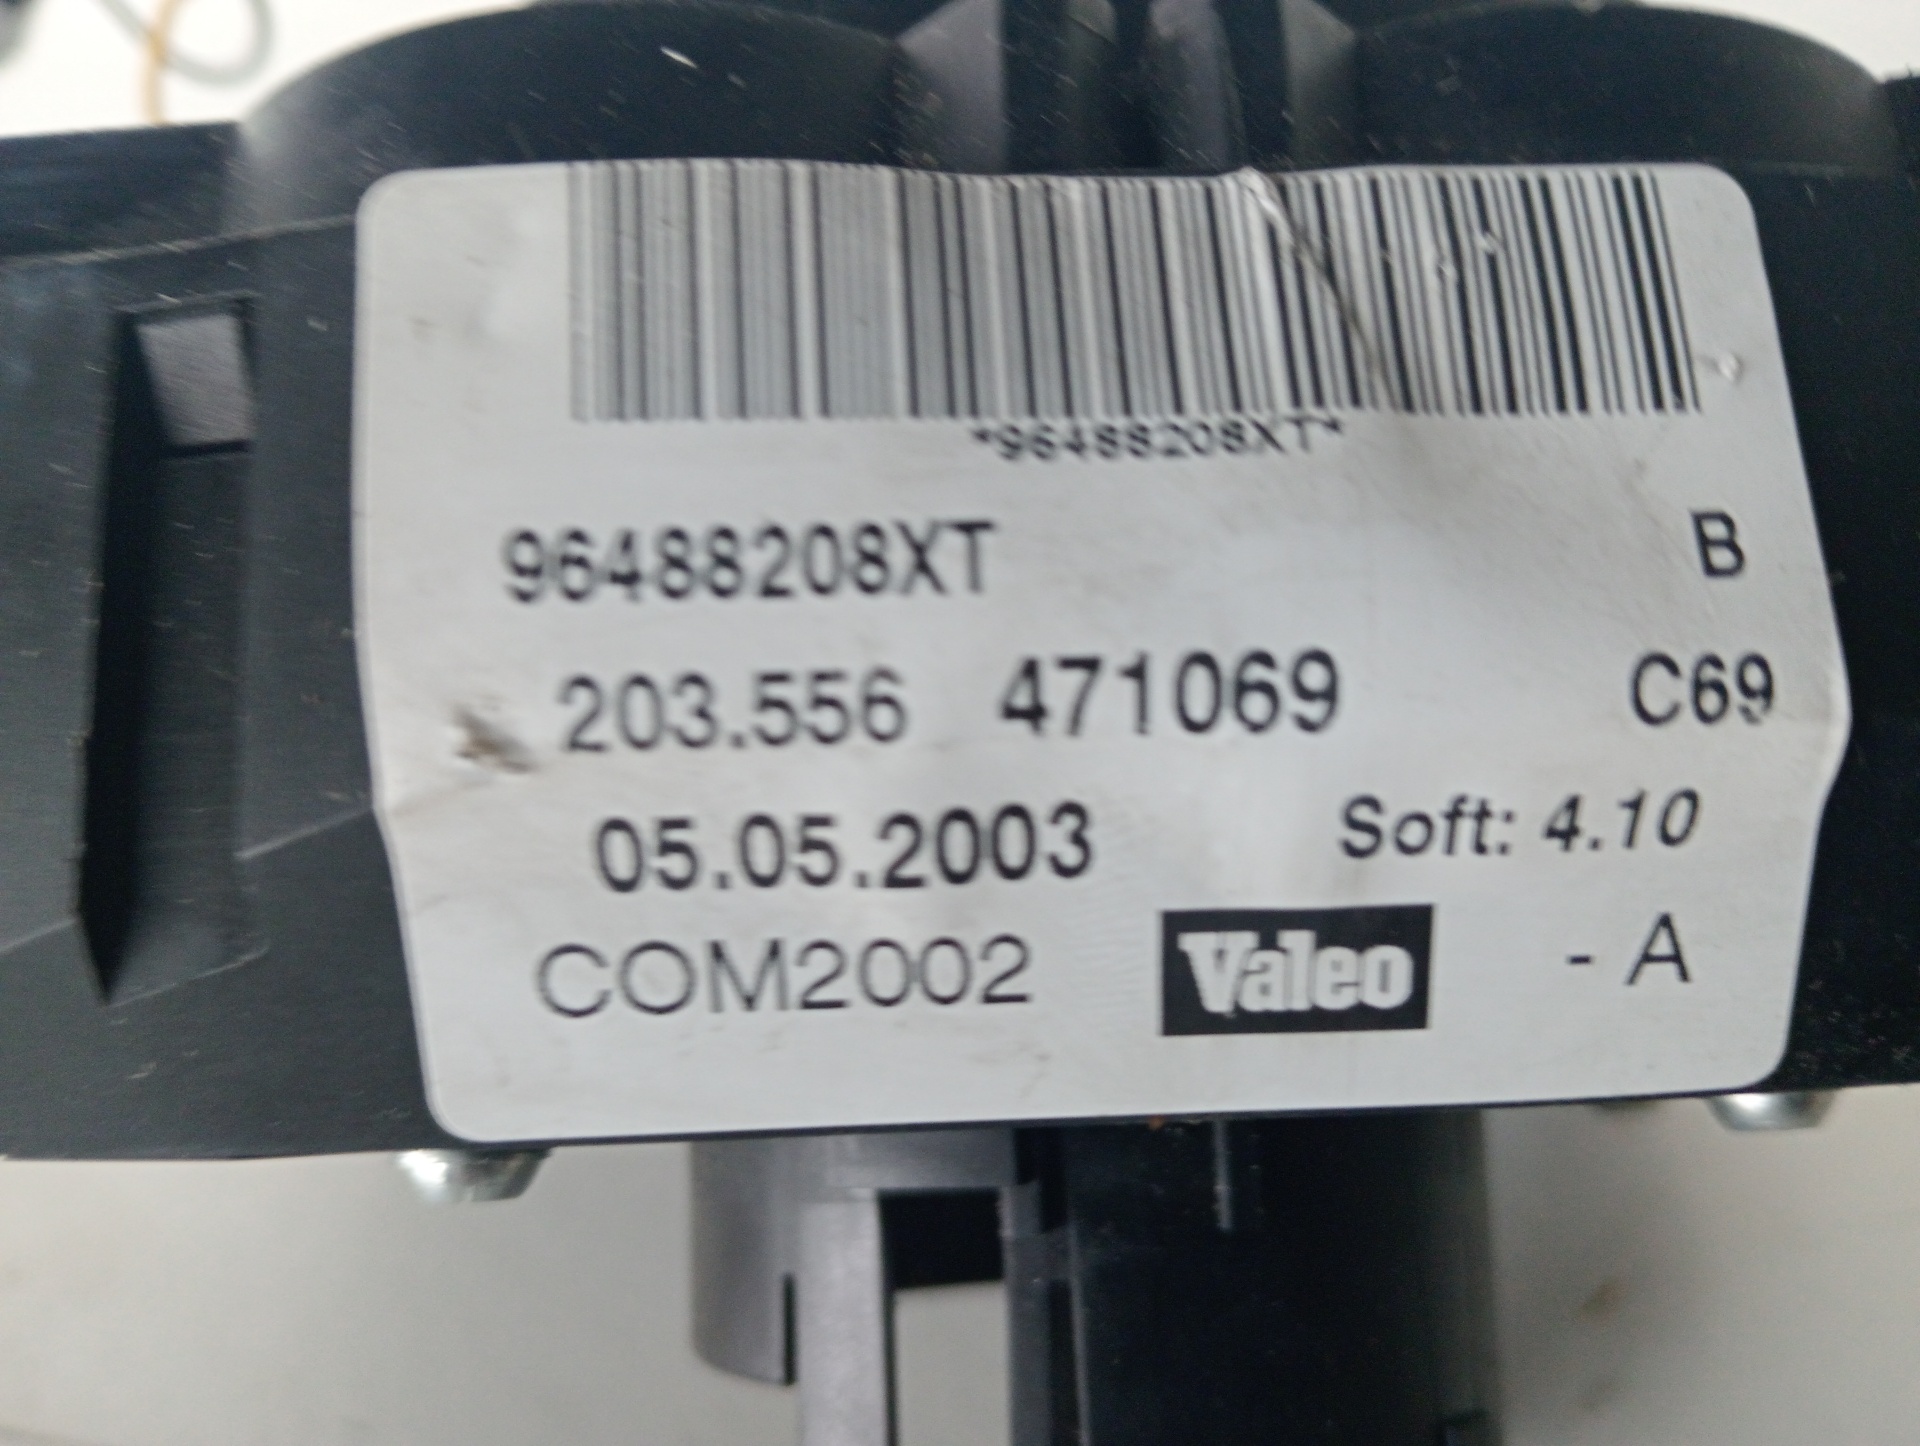 *96488208XT*
96488208XT B
203.556 471069 C69
05.05.2003 Soft: 4.10
COM2002 Valeo - A